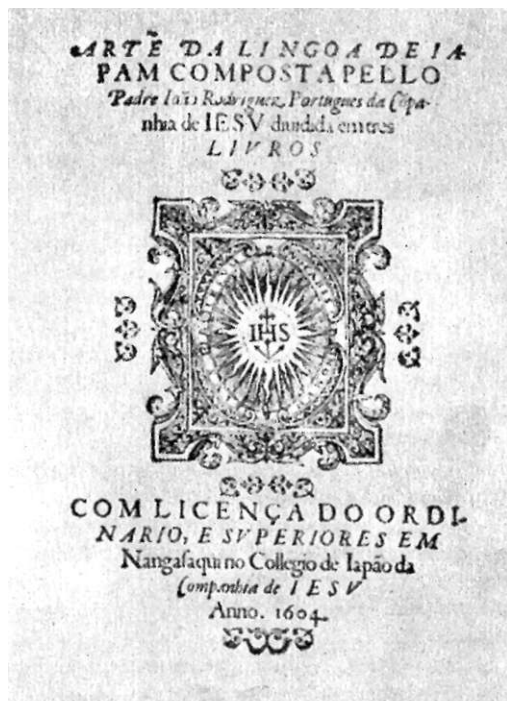 ARTẼ DA LINGOA DE IA-
PAM COMPOSTA PELLO
Padre Ioão Rodriguez Portugues da Cõpa-
nhia de IESV diuidida em tres
LIVROS
IHS
COM LICENÇA DO ORDI-
NARIO, E SVPERIORES EM
Nangasaqui no Collegio de Iapão da
Companhia de IESV
Anno. 1604